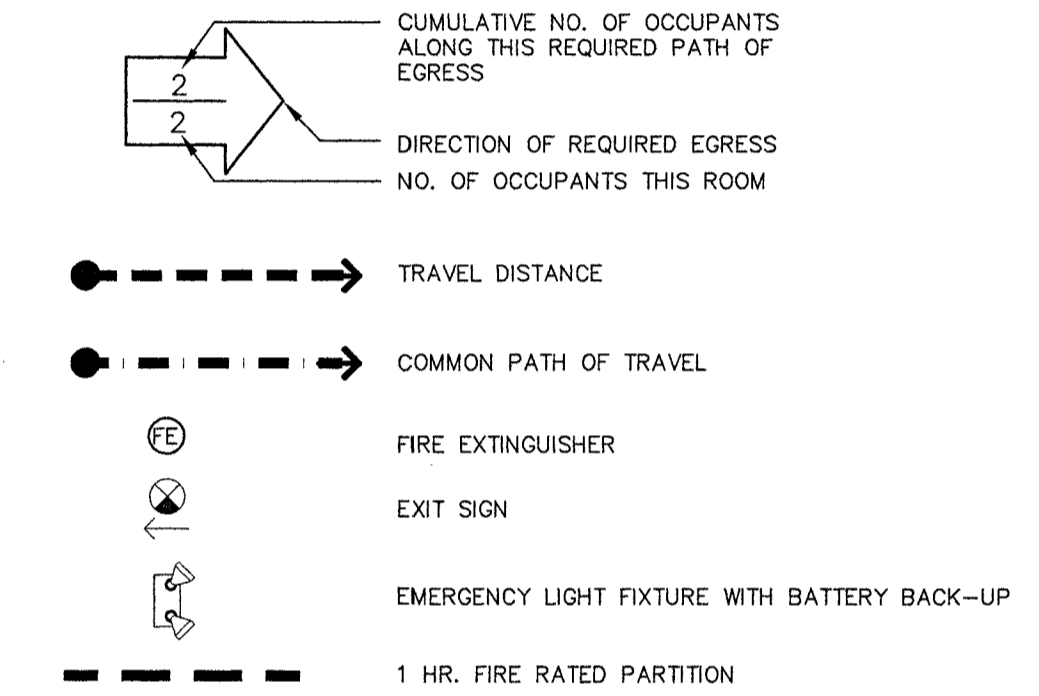 CUMULATIVE NO. OF OCCUPANTS
ALONG THIS REQUIRED PATH OF
EGRESS
2
2
DIRECTION OF REQUIRED EGRESS
NO. OF OCCUPANTS THIS ROOM
TRAVEL DISTANCE
COMMON PATH OF TRAVEL
FE
FIRE EXTINGUISHER
EXIT SIGN
EMERGENCY LIGHT FIXTURE WITH BATTERY BACK-UP
1 HR. FIRE RATED PARTITION